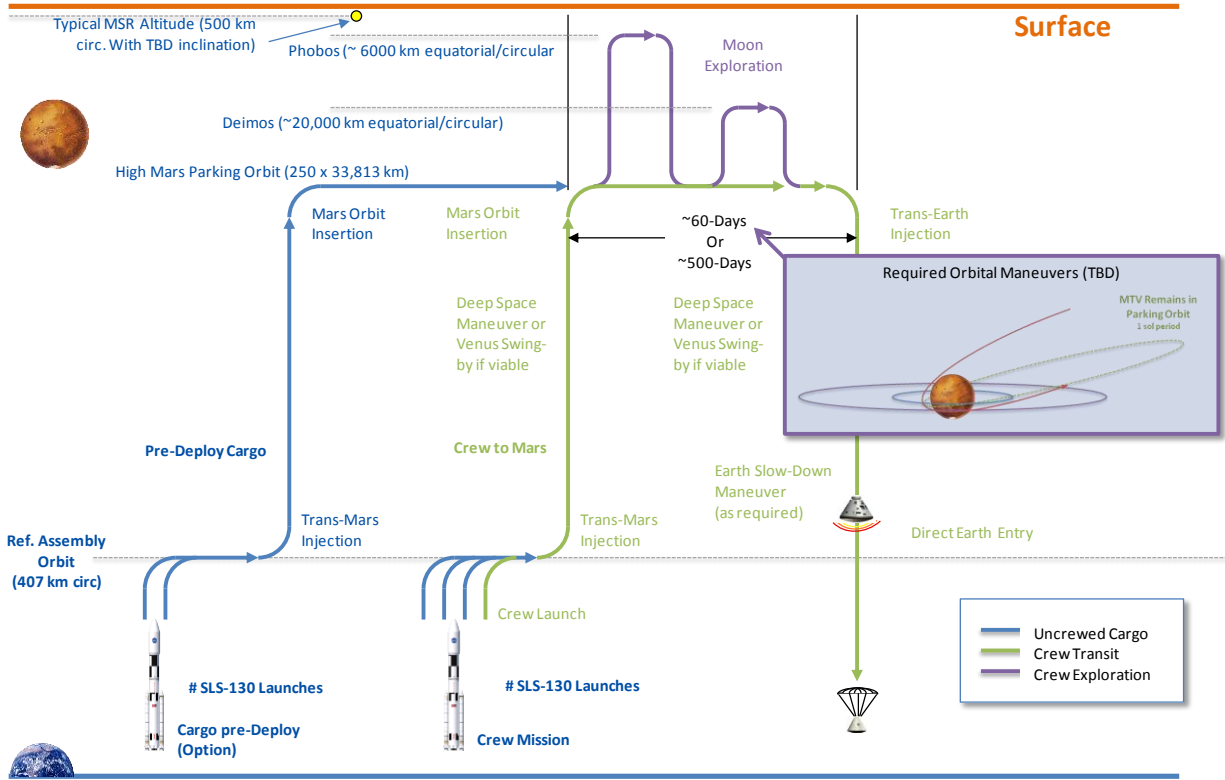 Typical MSR Altitude (500 km
circ. With TBD inclination)
Surface
Phobos (~ 6000 km equatorial/circular
Moon
Exploration
Deimos (~20,000 km equatorial/circular)
High Mars Parking Orbit (250 x 33,813 km)
Mars Orbit
Insertion
Mars Orbit
Insertion
~60-Days
Or
~500-Days
Trans-Earth
Injection
Required Orbital Maneuvers (TBD)
MTV Remains in
Parking Orbit
1 sol period
Deep Space
Maneuver or
Venus Swing-
by if viable
Deep Space
Maneuver or
Venus Swing-
by if viable
Pre-Deploy Cargo
Crew to Mars
Earth Slow-Down
Maneuver
(as required)
Direct Earth Entry
Ref. Assembly
Orbit
(407 km circ)
Trans-Mars
Injection
Trans-Mars
Injection
Crew Launch
Uncrewed Cargo
Crew Transit
Crew Exploration
# SLS-130 Launches
Cargo pre-Deploy
(Option)
# SLS-130 Launches
Crew Mission